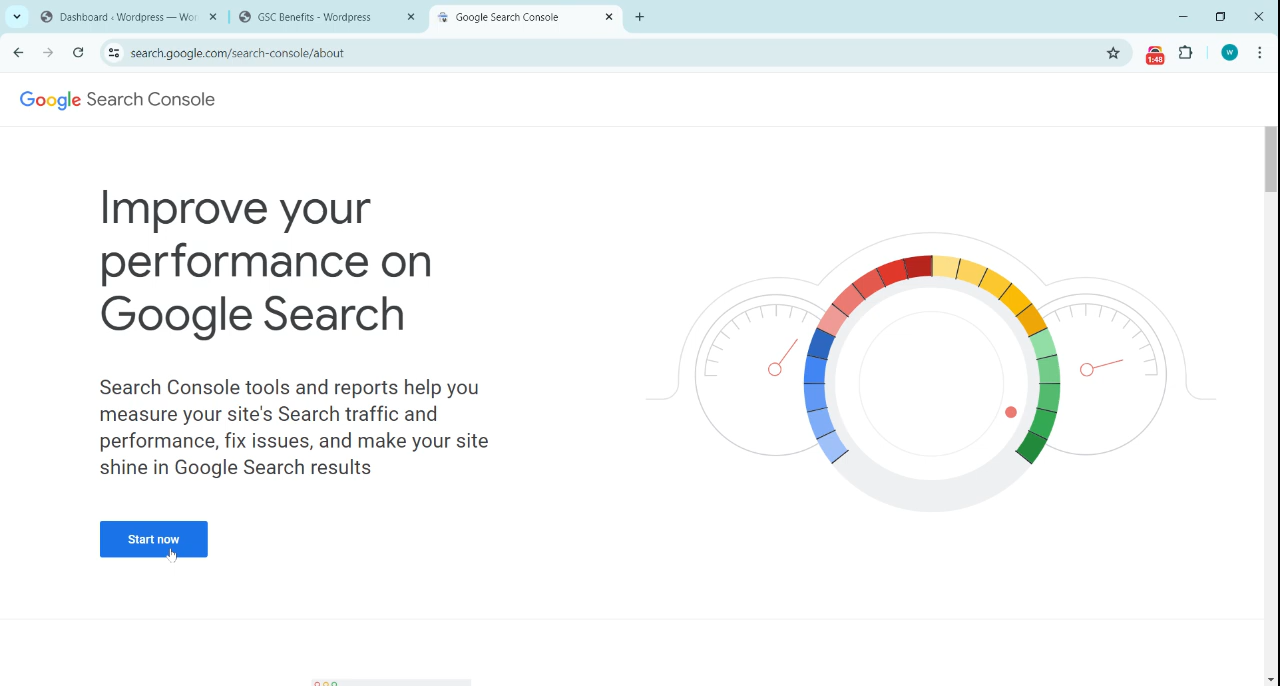 Dashboard ‹ Wordpress — Wor
GSC Benefits - Wordpress
Google Search Console
search.google.com/search-console/about
1:48
W
Google Search Console
Improve your
performance on
Google Search
Search Console tools and reports help you
measure your site's Search traffic and
performance, fix issues, and make your site
shine in Google Search results
Start now